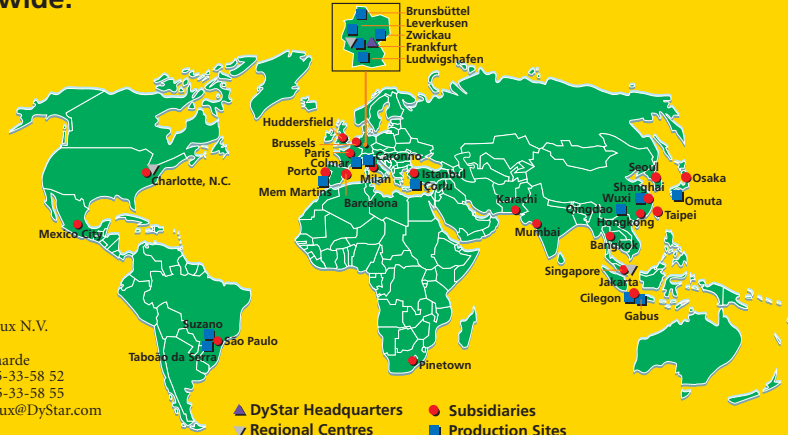 wide.
Brunsbüttel
Leverkusen
Zwickau
Frankfurt
Ludwigshafen
Huddersfield
Brussels
Paris
Colmar
Caronno
Porto
Milan
Istanbul
Mem Martins
Çorlu
Barcelona
Charlotte, N.C.
Mexico City
Karachi
Mumbai
Seoul
Osaka
Shanghai
Wuxi
Omuta
Qingdao
Taipei
Hongkong
Bangkok
Singapore
Jakarta
Cilegon
Gabus
Suzano
São Paulo
Taboão da Serra
Pinetown
ux N.V.
arde
5-33-58 52
5-33-58 55
ux@DyStar.com
DyStar Headquarters
Subsidiaries
Regional Centres
Production Sites